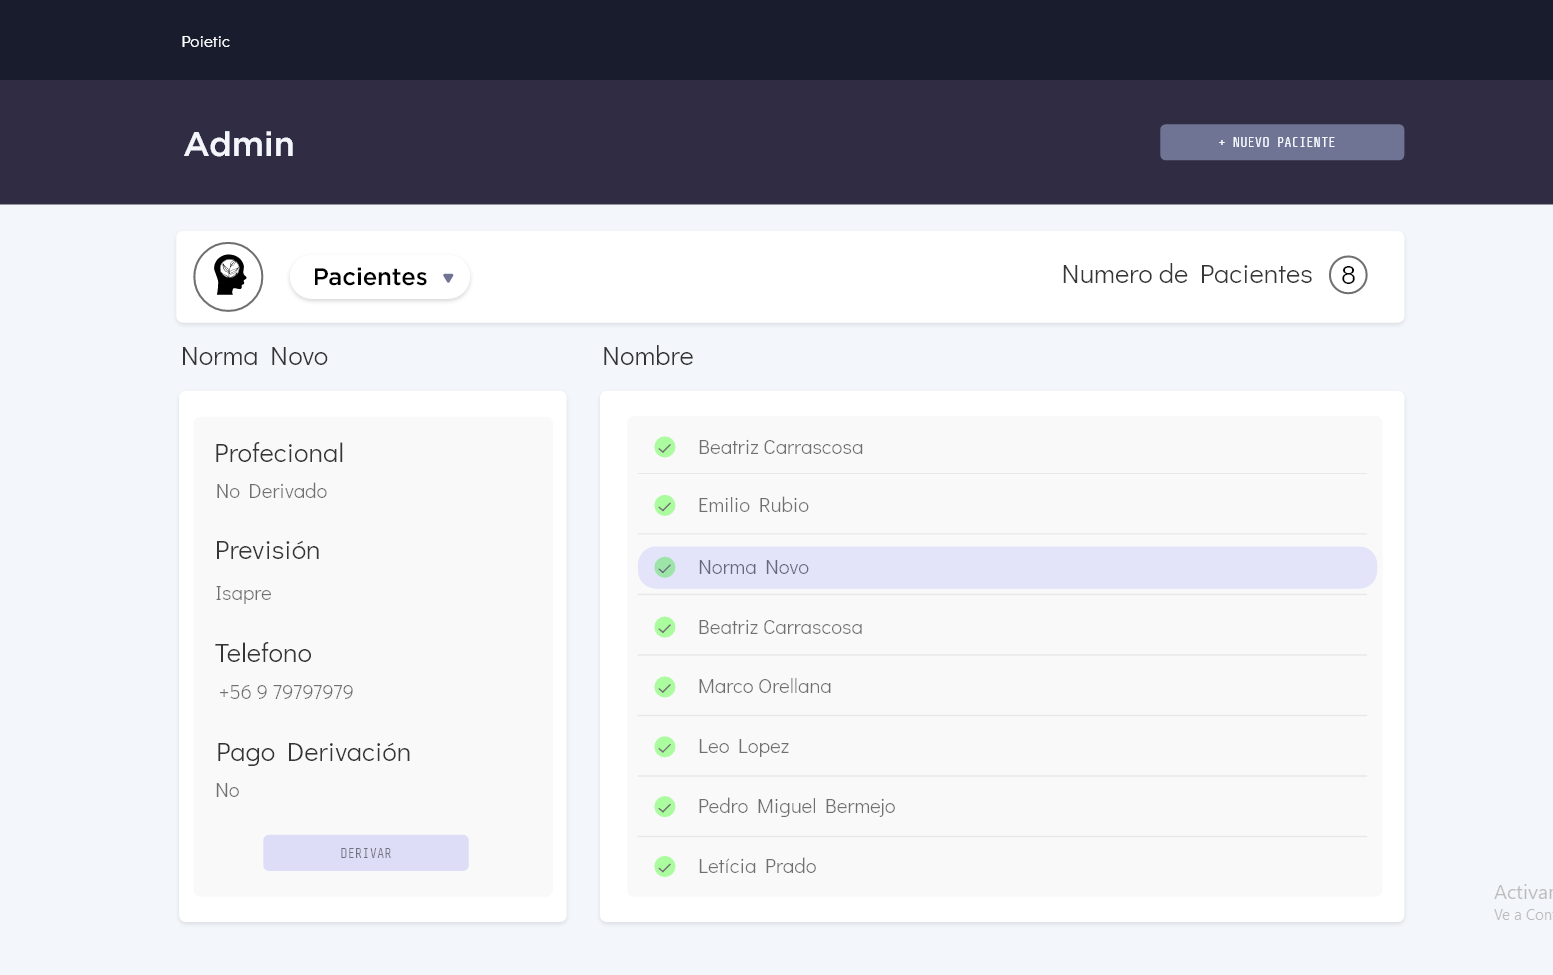 Poietic
Admin
+ NUEVO PACIENTE
Pacientes
Numero de Pacientes 8
Norma Novo
Nombre
Profecional
No Derivado
Previsión
Isapre
Telefono
+56 9 79797979
Pago Derivación
No
DERIVAR
Beatriz Carrascosa
Emilio Rubio
Norma Novo
Beatriz Carrascosa
Marco Orellana
Leo Lopez
Pedro Miguel Bermejo
Letícia Prado
Activar
Ve a Con